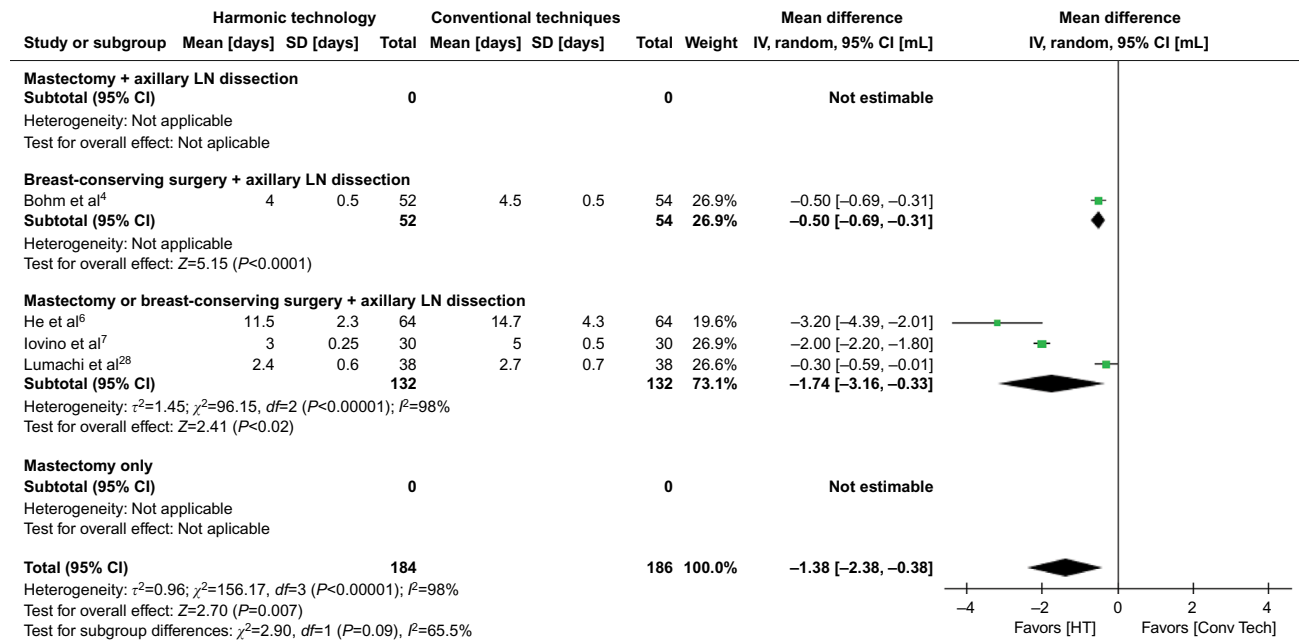 Harmonic technology Conventional techniques Mean difference Mean difference
Study or subgroup Mean [days] SD [days] Total Mean [days] SD [days] Total Weight IV, random, 95% CI [mL] IV, random, 95% CI [mL]
Mastectomy + axillary LN dissection
Subtotal (95% CI) 0 0 Not estimable
Heterogeneity: Not applicable
Test for overall effect: Not aplicable
Breast-conserving surgery + axillary LN dissection
Bohm et al⁴ 4 0.5 52 4.5 0.5 54 26.9% –0.50 [–0.69, –0.31]
Subtotal (95% CI) 52 54 26.9% –0.50 [–0.69, –0.31]
Heterogeneity: Not applicable
Test for overall effect: Z=5.15 (P<0.0001)
Mastectomy or breast-conserving surgery + axillary LN dissection
He et al⁶ 11.5 2.3 64 14.7 4.3 64 19.6% –3.20 [–4.39, –2.01]
Iovino et al⁷ 3 0.25 30 5 0.5 30 26.9% –2.00 [–2.20, –1.80]
Lumachi et al²⁸ 2.4 0.6 38 2.7 0.7 38 26.6% –0.30 [–0.59, –0.01]
Subtotal (95% CI) 132 132 73.1% –1.74 [–3.16, –0.33]
Heterogeneity: τ²=1.45; χ²=96.15, df=2 (P<0.00001); I²=98%
Test for overall effect: Z=2.41 (P<0.02)
Mastectomy only
Subtotal (95% CI) 0 0 Not estimable
Heterogeneity: Not applicable
Test for overall effect: Not aplicable
Total (95% CI) 184 186 100.0% –1.38 [–2.38, –0.38]
Heterogeneity: τ²=0.96; χ²=156.17, df=3 (P<0.00001); I²=98%
Test for overall effect: Z=2.70 (P=0.007)
Test for subgroup differences: χ²=2.90, df=1 (P=0.09), I²=65.5%
–4 –2 0 2 4
Favors [HT] Favors [Conv Tech]